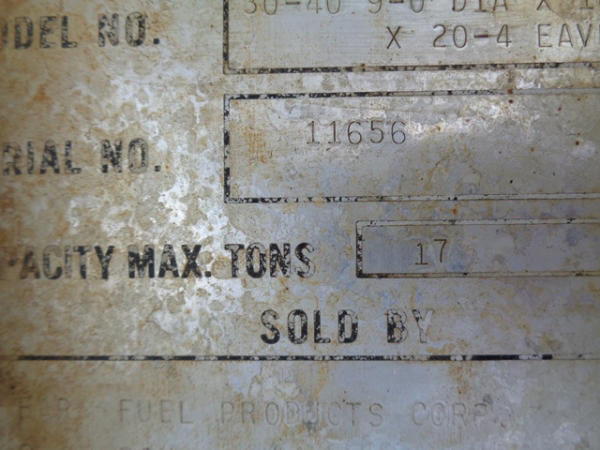 30-40 9-0 DIA X
ODEL NO.
X 20-4 EAV
RIAL NO. 11656
PACITY MAX. TONS 17
SOLD BY
FUEL PRODUCTS CORP